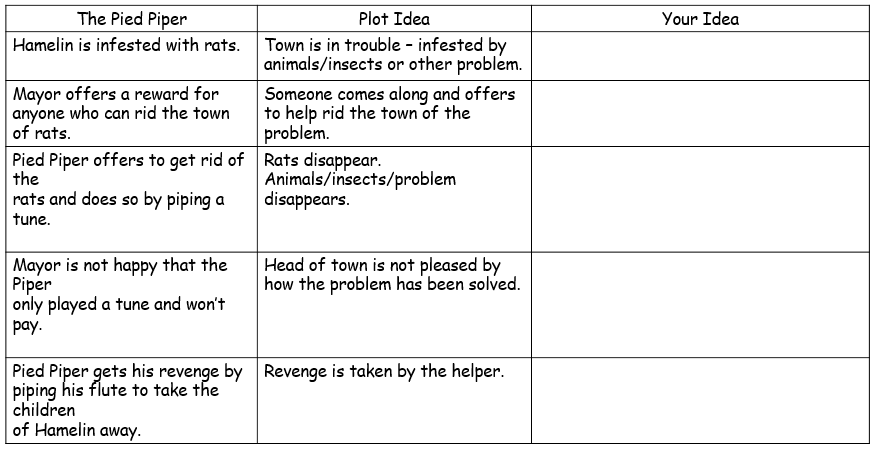 The Pied Piper
Plot Idea
Your Idea
Hamelin is infested with rats.
Town is in trouble – infested by
animals/insects or other problem.
Mayor offers a reward for
anyone who can rid the town
of rats.
Someone comes along and offers
to help rid the town of the
problem.
Pied Piper offers to get rid of
the
rats and does so by piping a
tune.
Rats disappear.
Animals/insects/problem
disappears.
Mayor is not happy that the
Piper
only played a tune and won’t
pay.
Head of town is not pleased by
how the problem has been solved.
Pied Piper gets his revenge by
piping his flute to take the
children
of Hamelin away.
Revenge is taken by the helper.